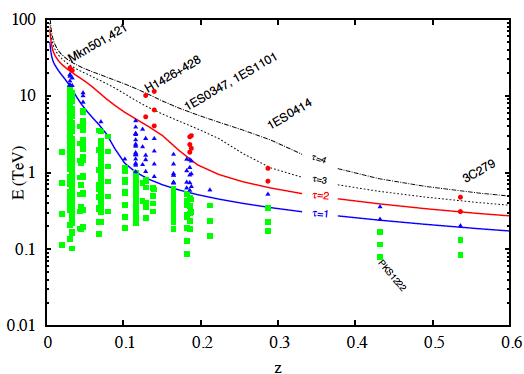 100
10
1
0.1
0.01
E (TeV)
Mkn501,421
H1426+428
1ES0347, 1ES1101
1ES0414
3C279
PKS1222
τ=4
τ=3
τ=2
τ=1
0
0.1
0.2
0.3
0.4
0.5
0.6
z